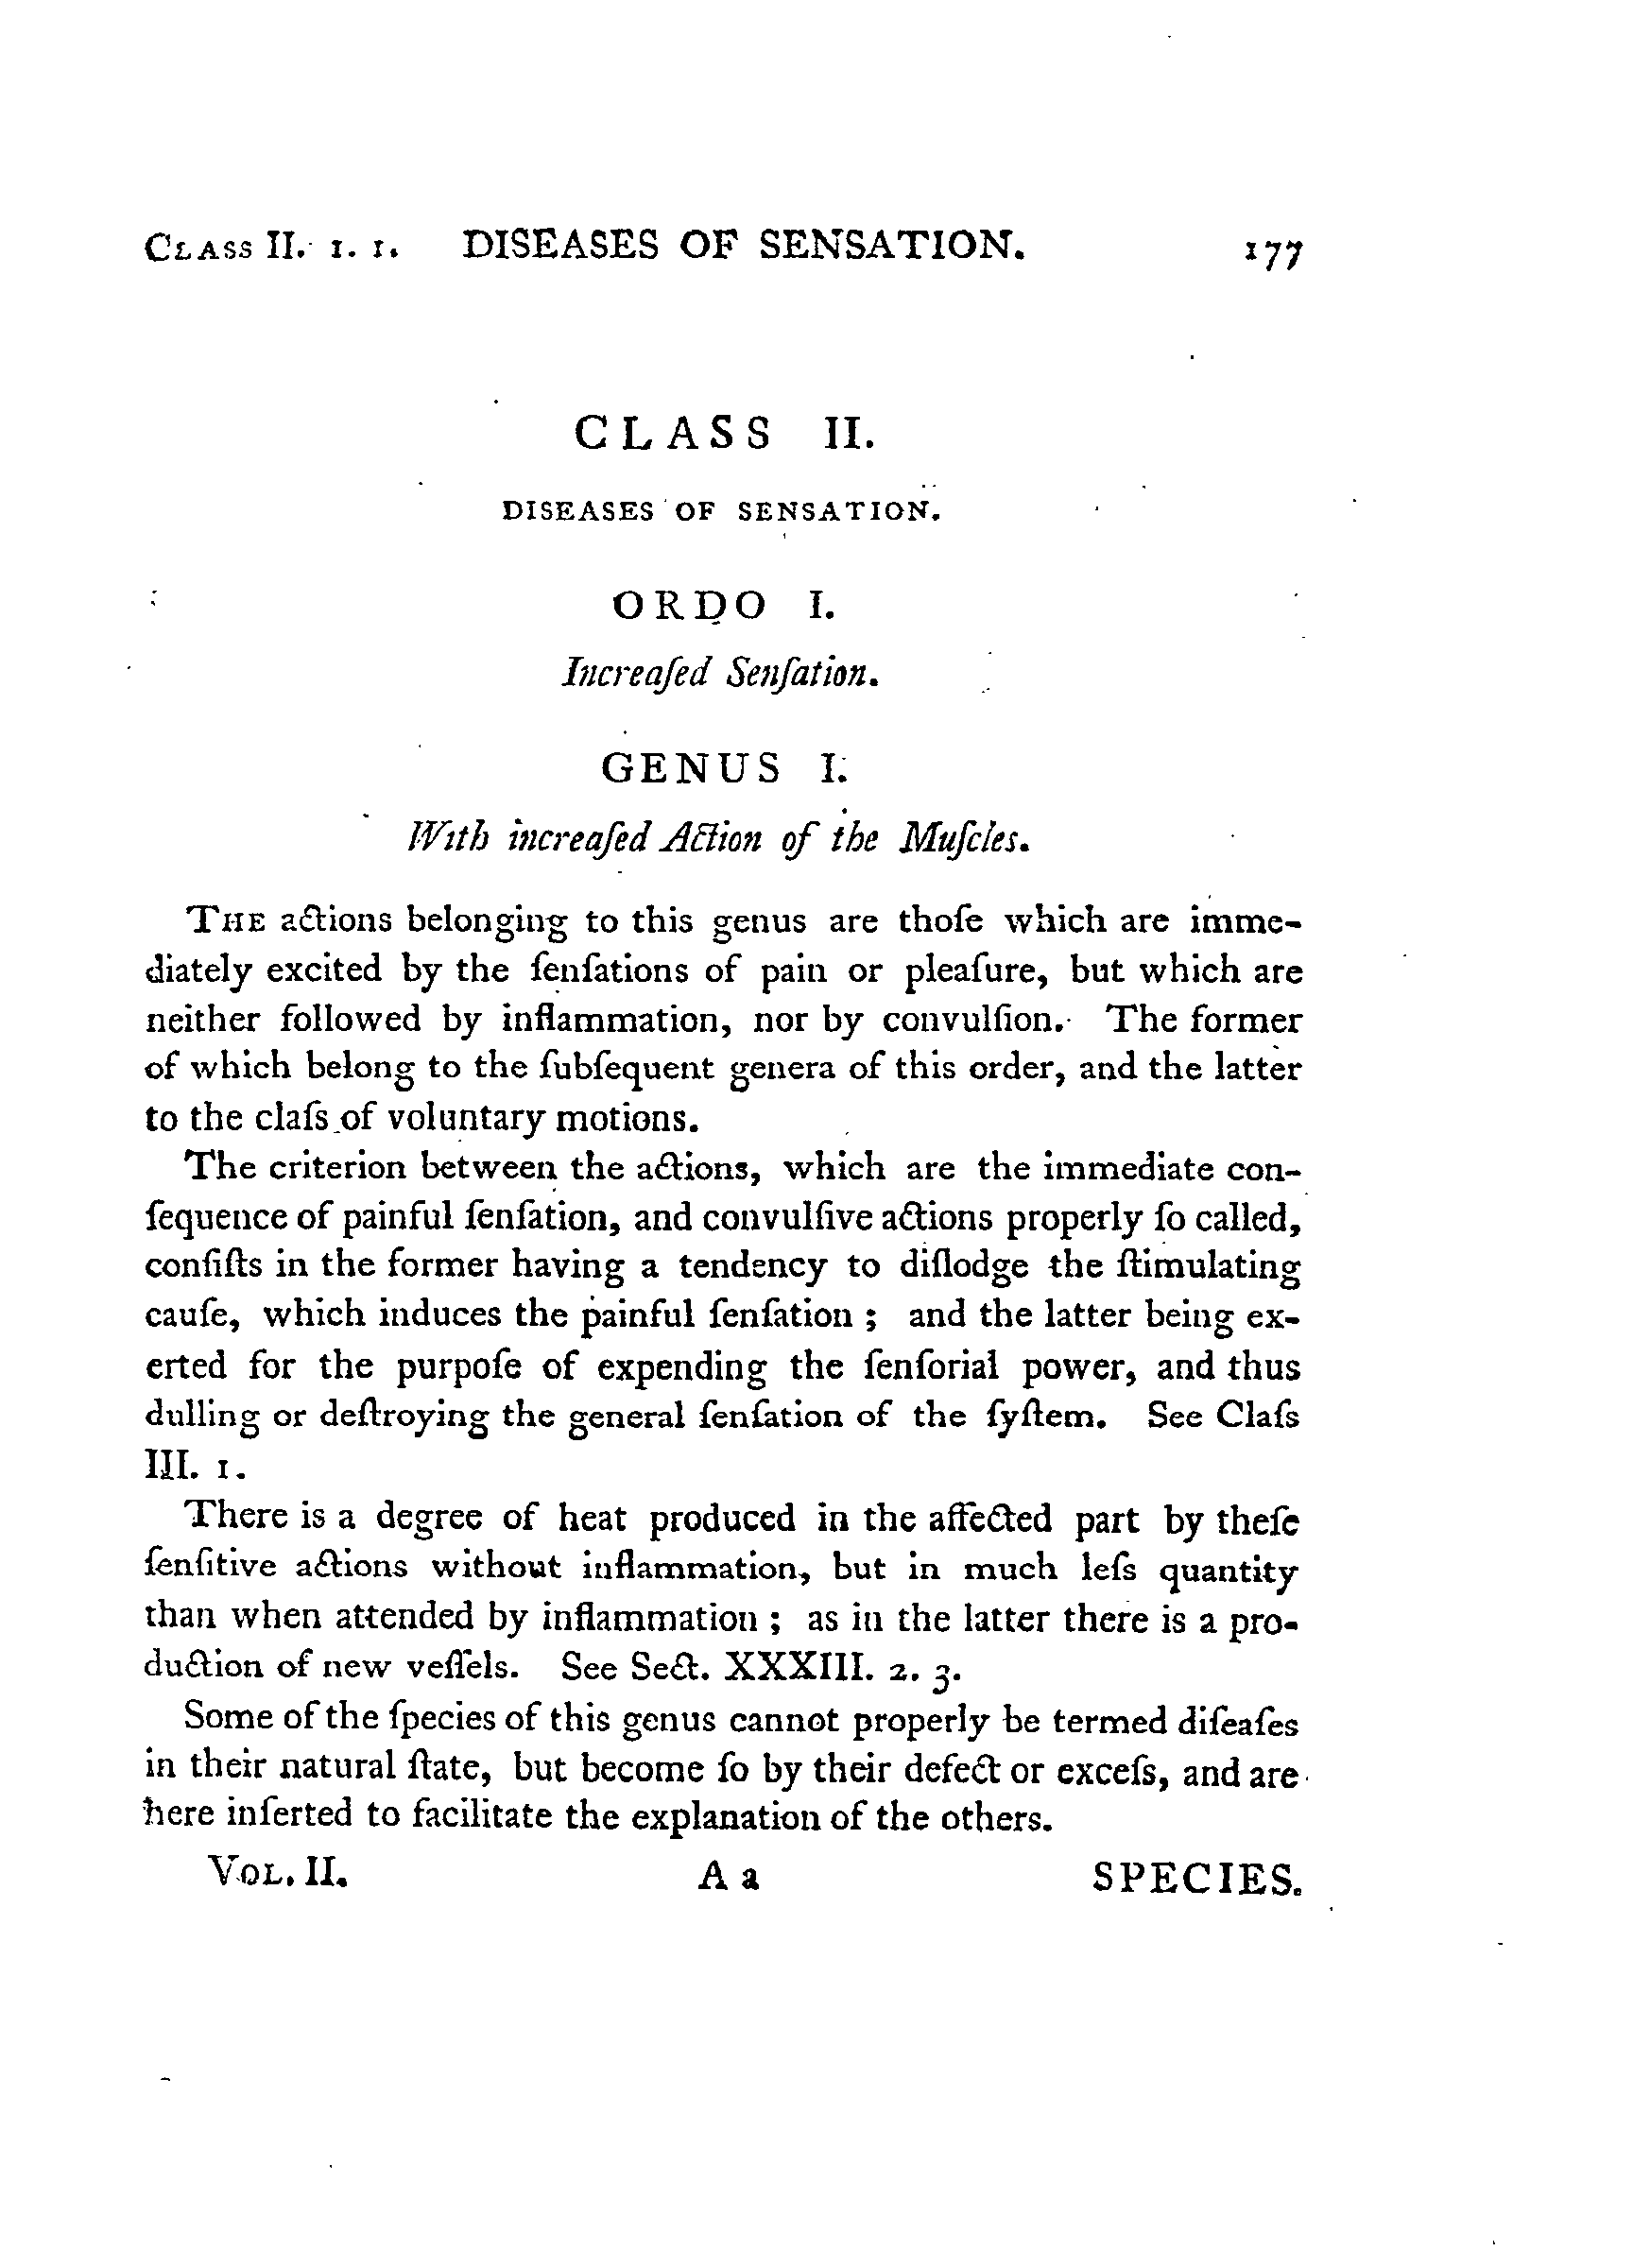 CLASS II. 1. 1. DISEASES OF SENSATION. 177
CLASS II.
DISEASES OF SENSATION.
ORDO I.
Increaſed Senſation.
GENUS I.
With increaſed Action of the Muſcles.
THE actions belonging to this genus are thoſe which are imme-
diately excited by the ſenſations of pain or pleaſure, but which are
neither followed by inflammation, nor by convulſion. The former
of which belong to the ſubſequent genera of this order, and the latter
to the claſs of voluntary motions.
The criterion between the actions, which are the immediate con-
ſequence of painful ſenſation, and convulſive actions properly ſo called,
conſiſts in the former having a tendency to diſlodge the ſtimulating
cauſe, which induces the painful ſenſation ; and the latter being ex-
erted for the purpoſe of expending the ſenſorial power, and thus
dulling or deſtroying the general ſenſation of the ſyſtem. See Claſs
III. 1.
There is a degree of heat produced in the affected part by theſe
ſenſitive actions without inflammation, but in much leſs quantity
than when attended by inflammation ; as in the latter there is a pro-
duction of new veſſels. See Sect. XXXIII. 2. 3.
Some of the ſpecies of this genus cannot properly be termed diſeaſes
in their natural ſtate, but become ſo by their defect or exceſs, and are
here inſerted to facilitate the explanation of the others.
VOL. II. A a SPECIES.